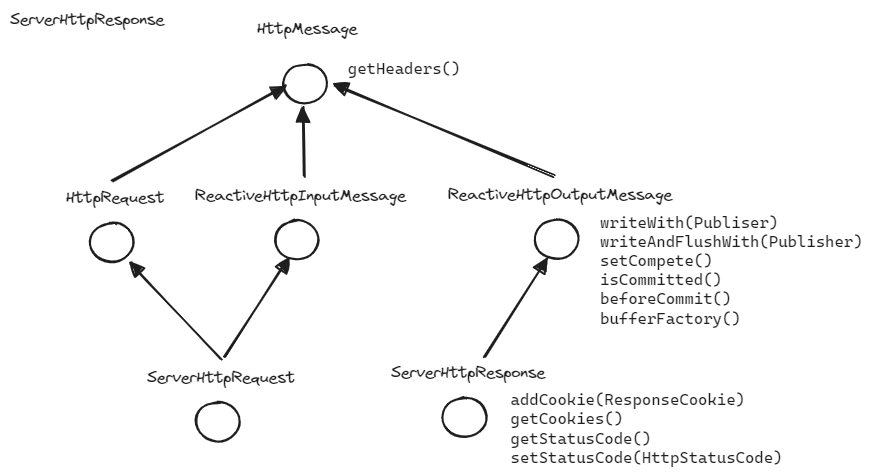 ServerHttpResponse
HttpMessage
getHeaders()
HttpRequest
ReactiveHttpInputMessage
ReactiveHttpOutputMessage
writeWith(Publiser)
writeAndFlushWith(Publisher)
setCompete()
isCommitted()
beforeCommit()
bufferFactory()
ServerHttpRequest
ServerHttpResponse
addCookie(ResponseCookie)
getCookies()
getStatusCode()
setStatusCode(HttpStatusCode)